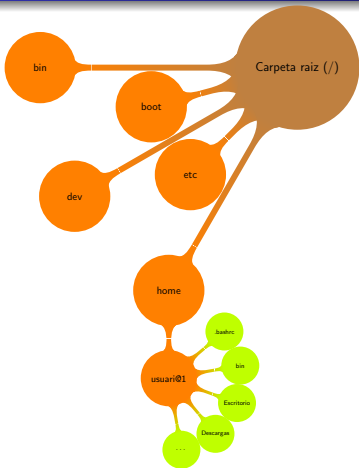 Carpeta raiz (/)
bin
boot
dev
etc
home
usuari@1
.bashrc
bin
Escritorio
Descargas
...